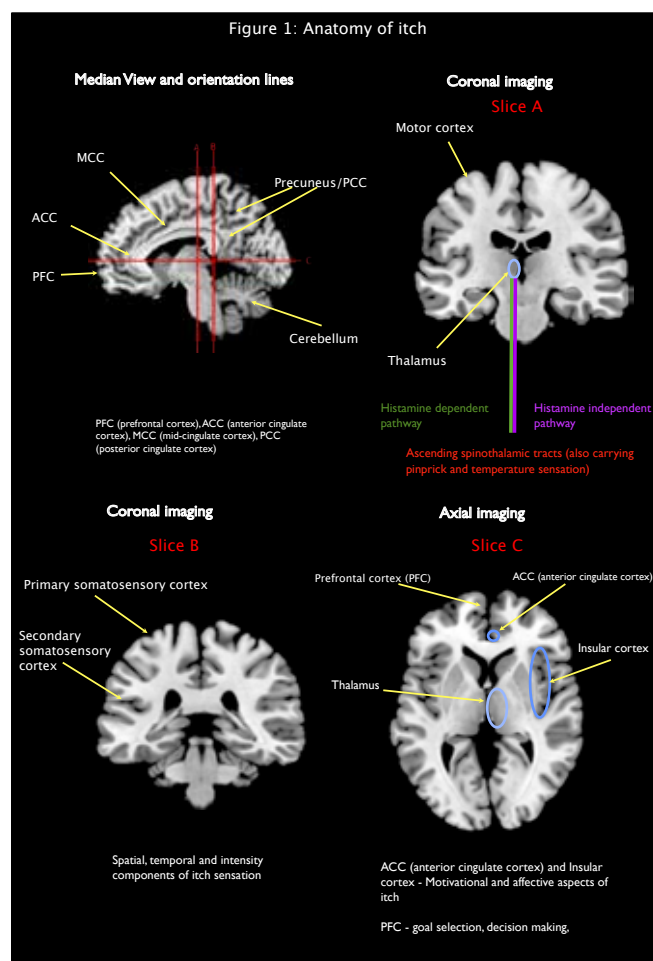 Figure 1: Anatomy of itch
Median View and orientation lines
A B
MCC
Precuneus/PCC
ACC
PFC
C
Cerebellum
PFC (prefrontal cortex), ACC (anterior cingulate
cortex), MCC (mid-cingulate cortex), PCC
(posterior cingulate cortex)
Coronal imaging
Slice A
Motor cortex
Thalamus
Histamine dependent
pathway
Histamine independent
pathway
Ascending spinothalamic tracts (also carrying
pinprick and temperature sensation)
Coronal imaging
Slice B
Primary somatosensory cortex
Secondary
somatosensory
cortex
Spatial, temporal and intensity
components of itch sensation
Axial imaging
Slice C
Prefrontal cortex (PFC)
ACC (anterior cingulate cortex)
Insular cortex
Thalamus
ACC (anterior cingulate cortex) and Insular
cortex - Motivational and affective aspects of
itch
PFC - goal selection, decision making,